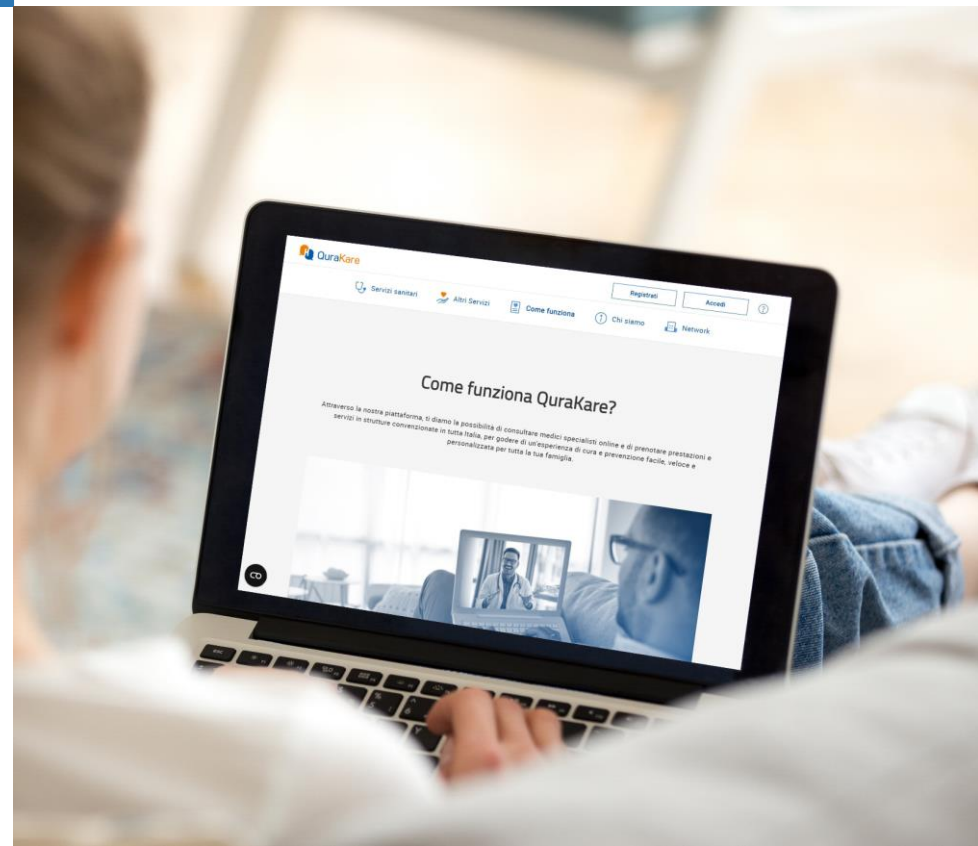 QuraKare
Registrati
Accedi
?
Servizi sanitari
Altri Servizi
Come funziona
Chi siamo
Network
Come funziona QuraKare?
Attraverso la nostra piattaforma, ti diamo la possibilità di consultare medici specialisti online e di prenotare prestazioni e
servizi in strutture convenzionate in tutta Italia, per godere di un'esperienza di cura e prevenzione facile, veloce e
personalizzata per tutta la tua famiglia.
esc